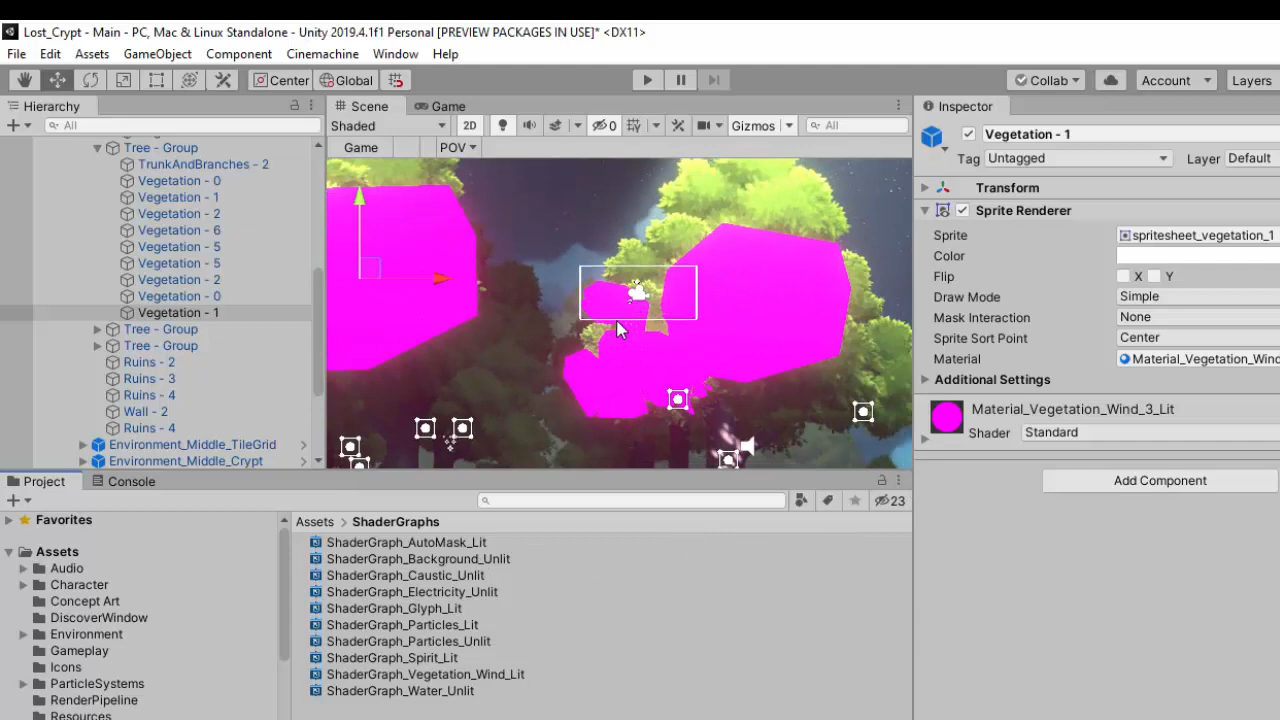 Lost_Crypt - Main - PC, Mac & Linux Standalone - Unity 2019.4.1f1 Personal [PREVIEW PACKAGES IN USE]* <DX11>
File Edit Assets GameObject Component Cinemachine Window Help
Center Global Collab Account Layers
Hierarchy
All
Tree - Group
TrunkAndBranches - 2
Vegetation - 0
Vegetation - 1
Vegetation - 2
Vegetation - 6
Vegetation - 5
Vegetation - 5
Vegetation - 2
Vegetation - 0
Vegetation - 1
Tree - Group
Tree - Group
Ruins - 2
Ruins - 3
Ruins - 4
Wall - 2
Ruins - 4
Environment_Middle_TileGrid
Environment_Middle_Crypt
Scene Game
Shaded 2D 0 Gizmos All
Game POV
Inspector
Vegetation - 1
Tag Untagged Layer Default
Transform
Sprite Renderer
Sprite spritesheet_vegetation_1
Color
Flip X Y
Draw Mode Simple
Mask Interaction None
Sprite Sort Point Center
Material Material_Vegetation_Wind
Additional Settings
Material_Vegetation_Wind_3_Lit
Shader Standard
Add Component
Project Console
23
Favorites
Assets
Audio
Character
Concept Art
DiscoverWindow
Environment
Gameplay
Icons
ParticleSystems
RenderPipeline
Resources
Assets > ShaderGraphs
ShaderGraph_AutoMask_Lit
ShaderGraph_Background_Unlit
ShaderGraph_Caustic_Unlit
ShaderGraph_Electricity_Unlit
ShaderGraph_Glyph_Lit
ShaderGraph_Particles_Lit
ShaderGraph_Particles_Unlit
ShaderGraph_Spirit_Lit
ShaderGraph_Vegetation_Wind_Lit
ShaderGraph_Water_Unlit